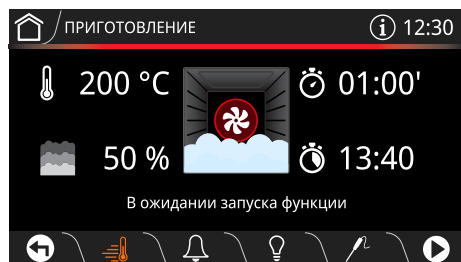 ПРИГОТОВЛЕНИЕ
i 12:30
200 °C
01:00'
50 %
13:40
В ожидании запуска функции